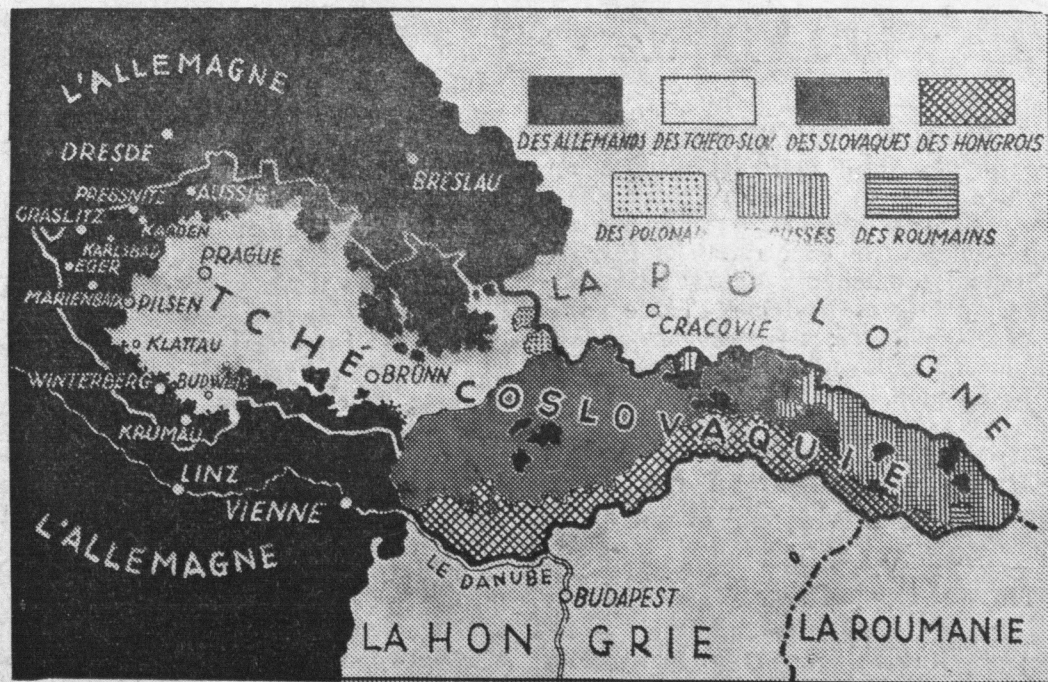 L'ALLEMAGNE
DES ALLEMANDS DES TCHECO-SLOV. DES SLOVAQUES DES HONGROIS
DES RUSSES DES ROUMAINS
DRESDE
BRESLAU
PRESSNITZ
AUSSIG
GRASLITZ
KAADEN
KARLSBAD
EGER
PRAGUE
MARIENBAD
PILSEN
KLATTAU
WINTERBERG
BUDWEIS
KRUMAU
BRÜNN
TCHÉCOSLOVAQUIE
LA POLOGNE
CRACOVIE
LINZ
VIENNE
L'ALLEMAGNE
LE DANUBE
BUDAPEST
LA HONGRIE
LA ROUMANIE